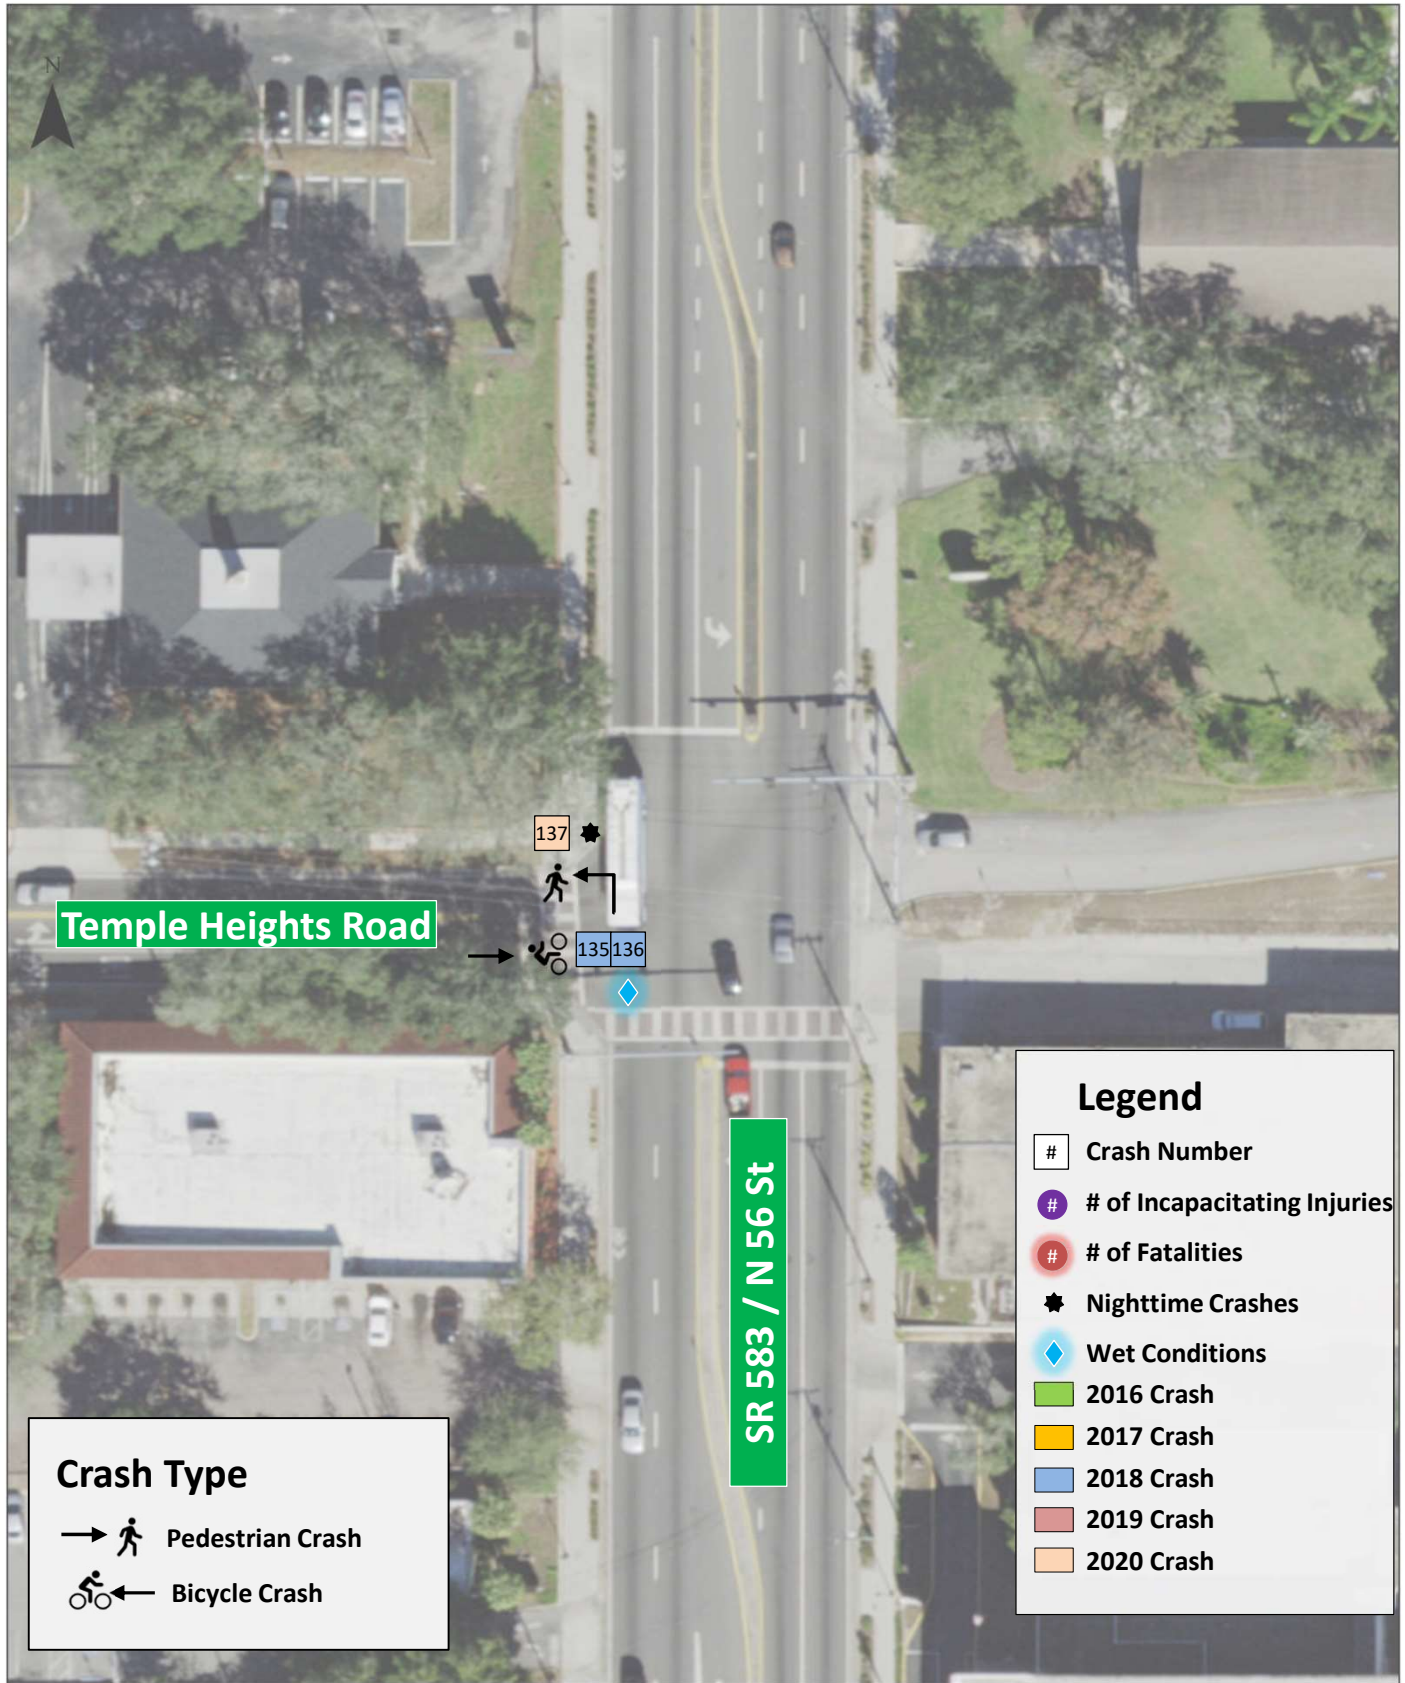 N
137
Temple Heights Road
135 136
SR 583 / N 56 St
Legend
# Crash Number
# # of Incapacitating Injuries
# # of Fatalities
Nighttime Crashes
Wet Conditions
2016 Crash
2017 Crash
2018 Crash
2019 Crash
2020 Crash
Crash Type
Pedestrian Crash
Bicycle Crash